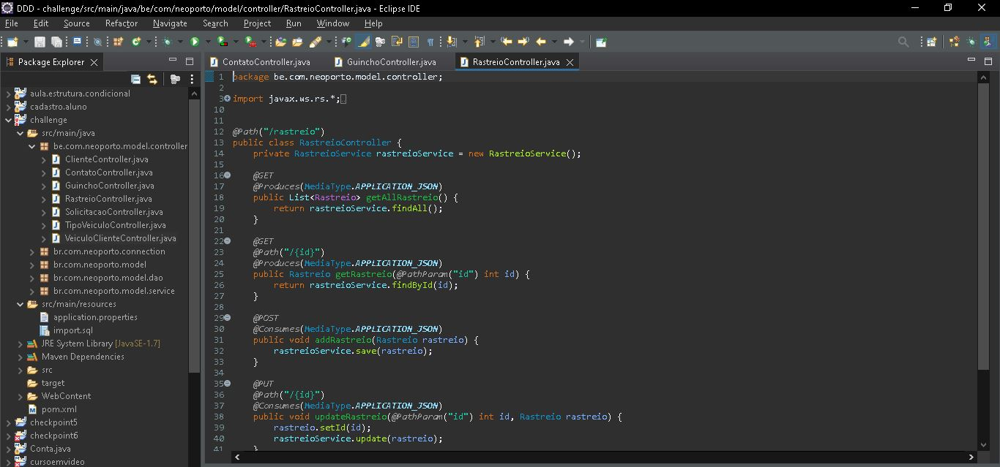 DDD - challenge/src/main/java/be/com/neoporto/model/controller/RastreioController.java - Eclipse IDE
File Edit Source Refactor Navigate Search Project Run Window Help
Package Explorer
aula.estrutura.condicional
cadastro.aluno
challenge
src/main/java
be.com.neoporto.model.controller
ClienteController.java
ContatoController.java
GuinchoController.java
RastreioController.java
SolicitacaoController.java
TipoVeiculoController.java
VeiculoClienteController.java
br.com.neoporto.connection
br.com.neoporto.model
br.com.neoporto.model.dao
br.com.neoporto.model.service
src/main/resources
application.properties
import.sql
JRE System Library [JavaSE-1.7]
Maven Dependencies
src
target
WebContent
pom.xml
checkpoint5
checkpoint6
Conta.java
cursoemvideo
ContatoController.java GuinchoController.java RastreioController.java
1 package be.com.neoporto.model.controller;
2
3 import javax.ws.rs.*;
10
11
12 @Path("/rastreio")
13 public class RastreioController {
14     private RastreioService rastreioService = new RastreioService();
15
16     @GET
17     @Produces(MediaType.APPLICATION_JSON)
18     public List<Rastreio> getAllRastreio() {
19         return rastreioService.findAll();
20     }
21
22     @GET
23     @Path("/{id}")
24     @Produces(MediaType.APPLICATION_JSON)
25     public Rastreio getRastreio(@PathParam("id") int id) {
26         return rastreioService.findById(id);
27     }
28
29     @POST
30     @Consumes(MediaType.APPLICATION_JSON)
31     public void addRastreio(Rastreio rastreio) {
32         rastreioService.save(rastreio);
33     }
34
35     @PUT
36     @Path("/{id}")
37     @Consumes(MediaType.APPLICATION_JSON)
38     public void updateRastreio(@PathParam("id") int id, Rastreio rastreio) {
39         rastreio.setId(id);
40         rastreioService.update(rastreio);
41     }